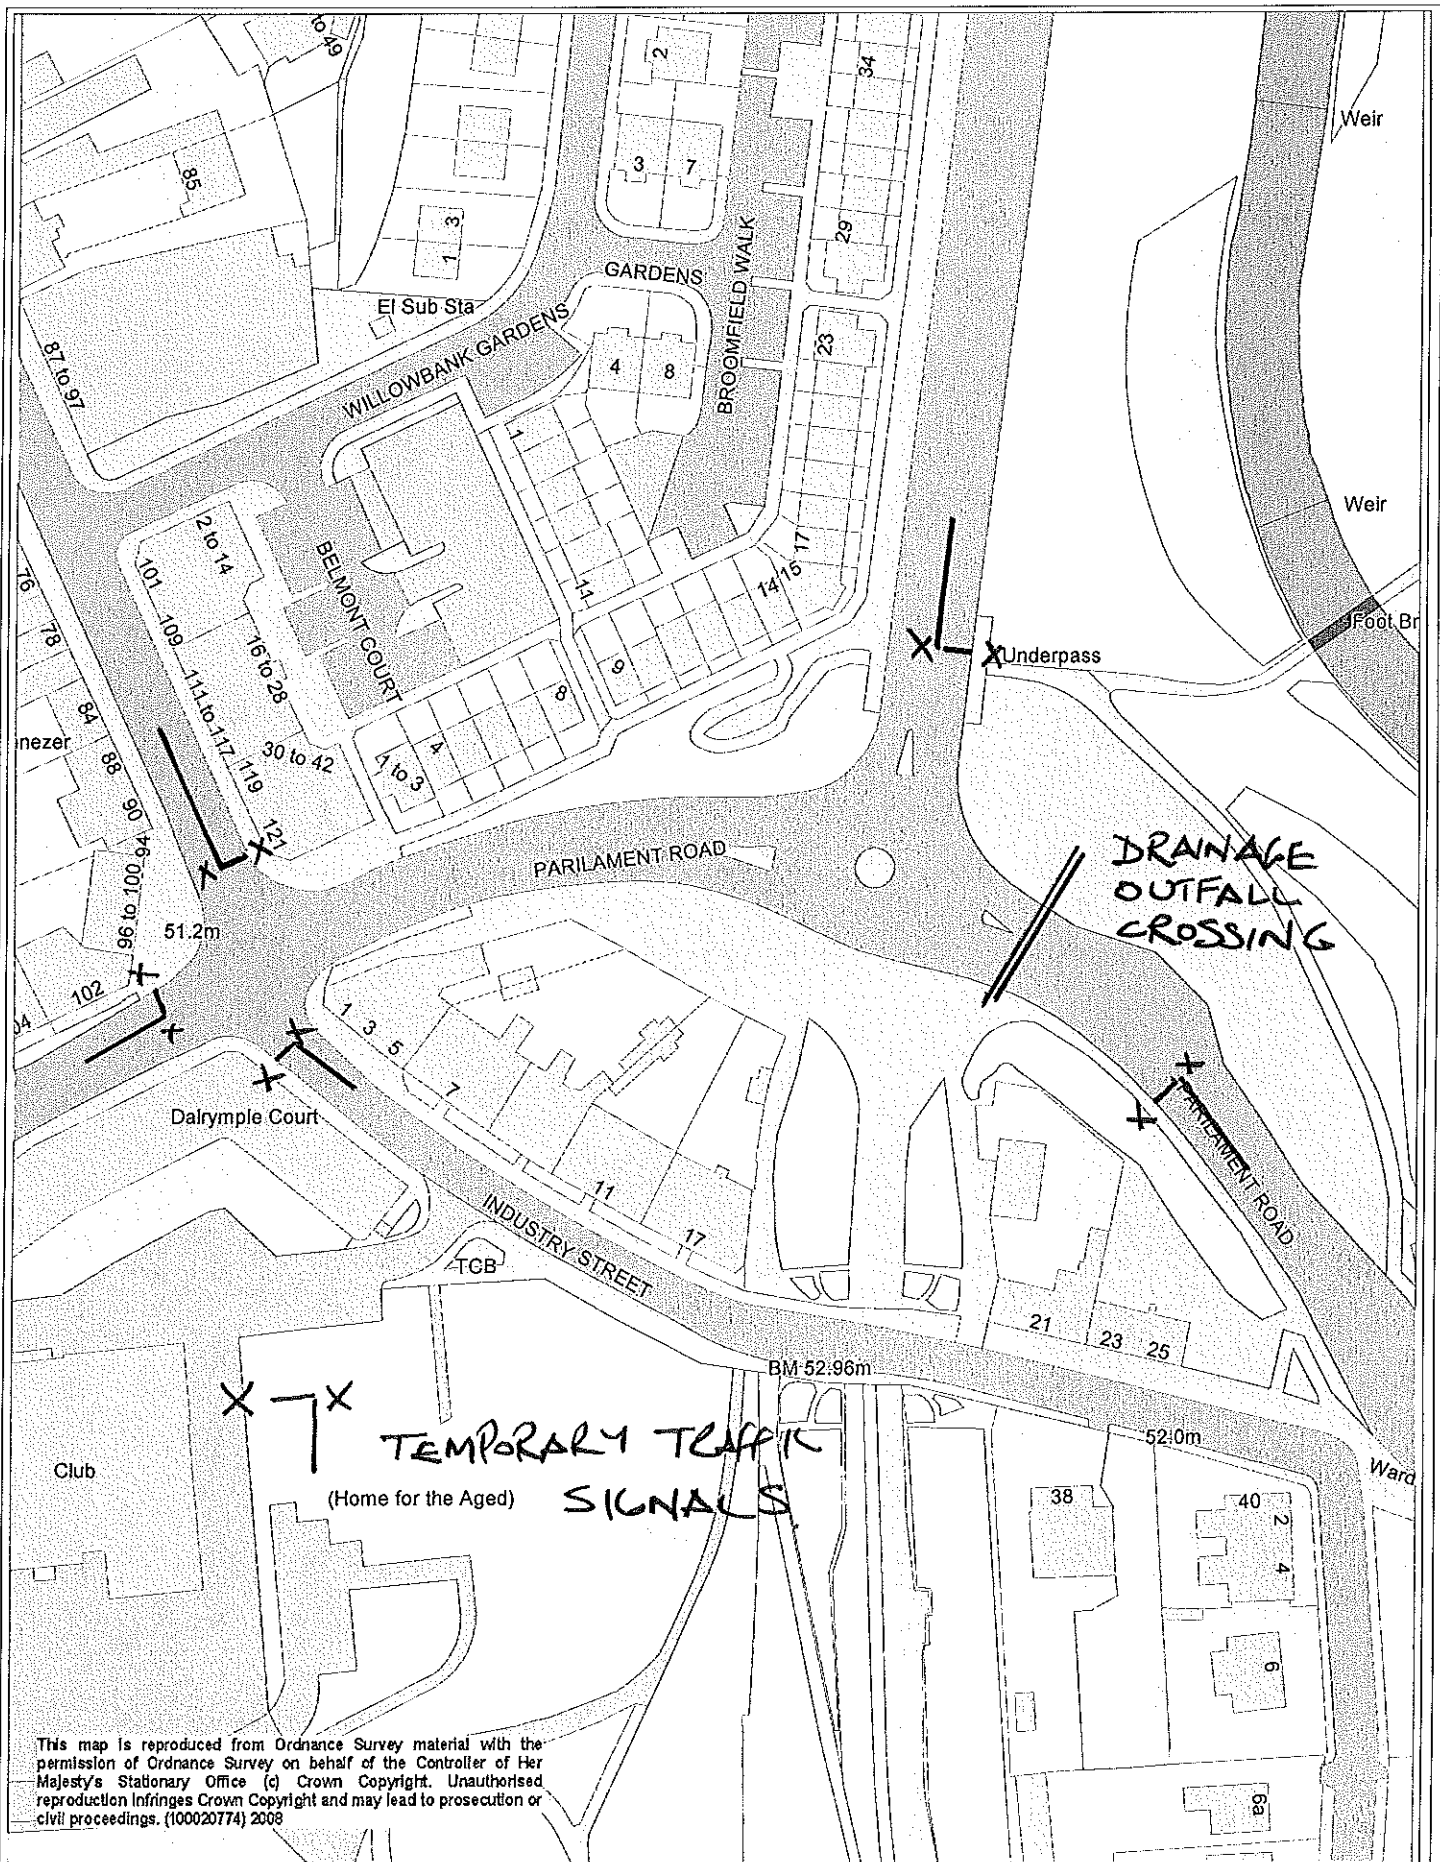 to 49
2
34
Weir
85
3
7
29
1 3
GARDENS
BROOMFIELD WALK
El Sub Sta
WILLOWBANK GARDENS
87 to 97
23
4
8
1
Weir
2 to 14
BELMONT COURT
17
101
76
11
14
15
109
78
16 to 28
Foot Br
9
X
X Underpass
8
111 to 117
84
nezer
30 to 42
4
1 to 3
88
119
90
121
94
X
X
PARILAMENT ROAD
DRAINAGE
OUTFALL
CROSSING
96 to 100
51.2m
102
04
1
3
5
7
Dalrymple Court
PARILAMENT ROAD
11
INDUSTRY STREET
17
TCB
21
23
25
BM 52.96m
X
X
TEMPORARY TRAFFIC
SIGNALS
52.0m
Club
Ward
(Home for the Aged)
38
40
2
4
6
6a
This map is reproduced from Ordnance Survey material with the
permission of Ordnance Survey on behalf of the Controller of Her
Majesty's Stationary Office (c) Crown Copyright. Unauthorised
reproduction infringes Crown Copyright and may lead to prosecution or
civil proceedings. (100020774) 2008